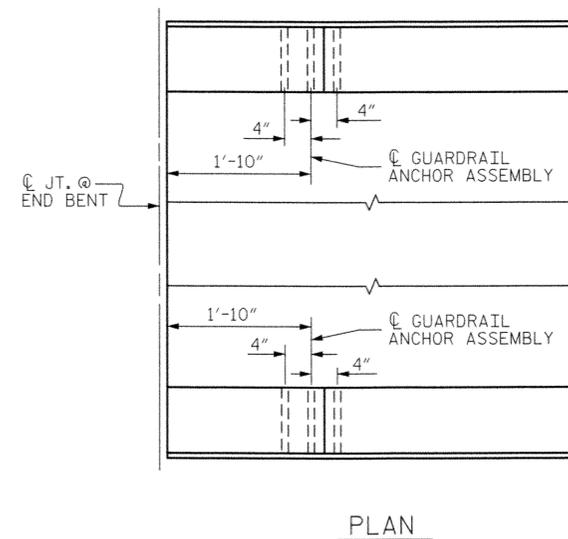 4"
4"
1'-10"
℄ GUARDRAIL
ANCHOR ASSEMBLY
℄ JT. @
END BENT
1'-10"
℄ GUARDRAIL
ANCHOR ASSEMBLY
4"
4"
PLAN